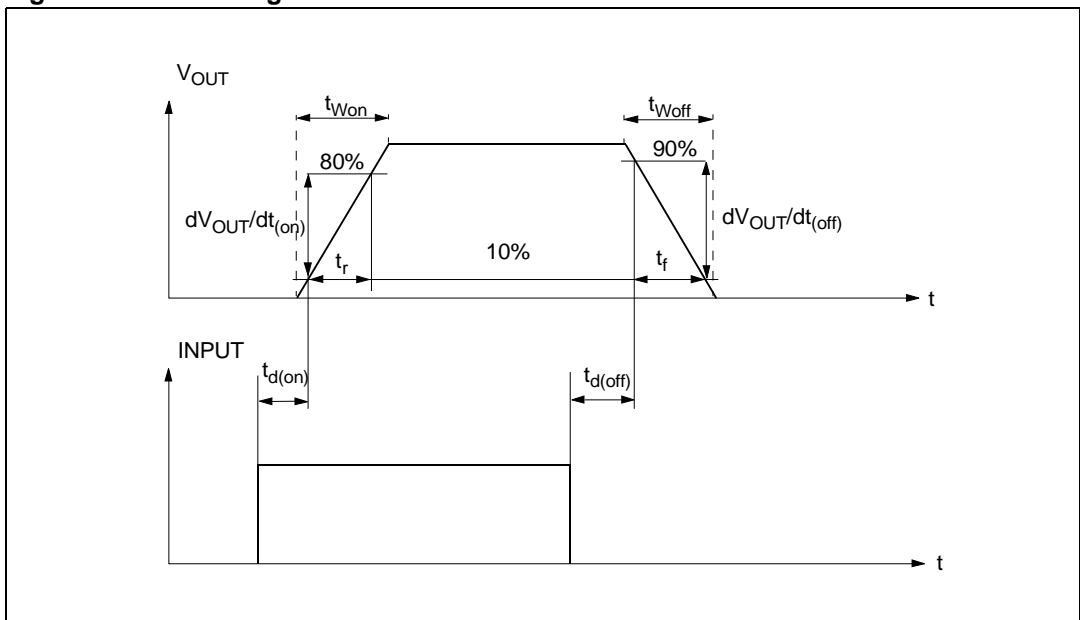 V_OUT
t_Won
t_Woff
80%
90%
dV_OUT/dt_(on)
dV_OUT/dt_(off)
t_r
10%
t_f
t
INPUT
t_d(on)
t_d(off)
t